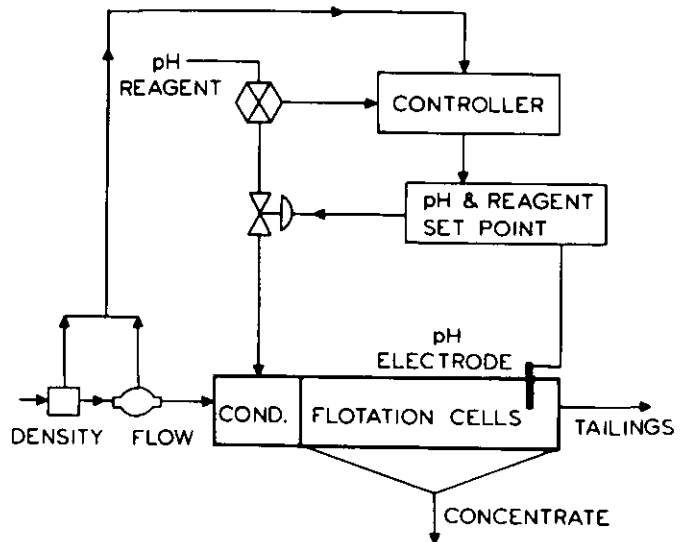 pH
REAGENT
CONTROLLER
pH & REAGENT
SET POINT
pH
ELECTRODE
COND.
FLOTATION CELLS
DENSITY
FLOW
TAILINGS
CONCENTRATE